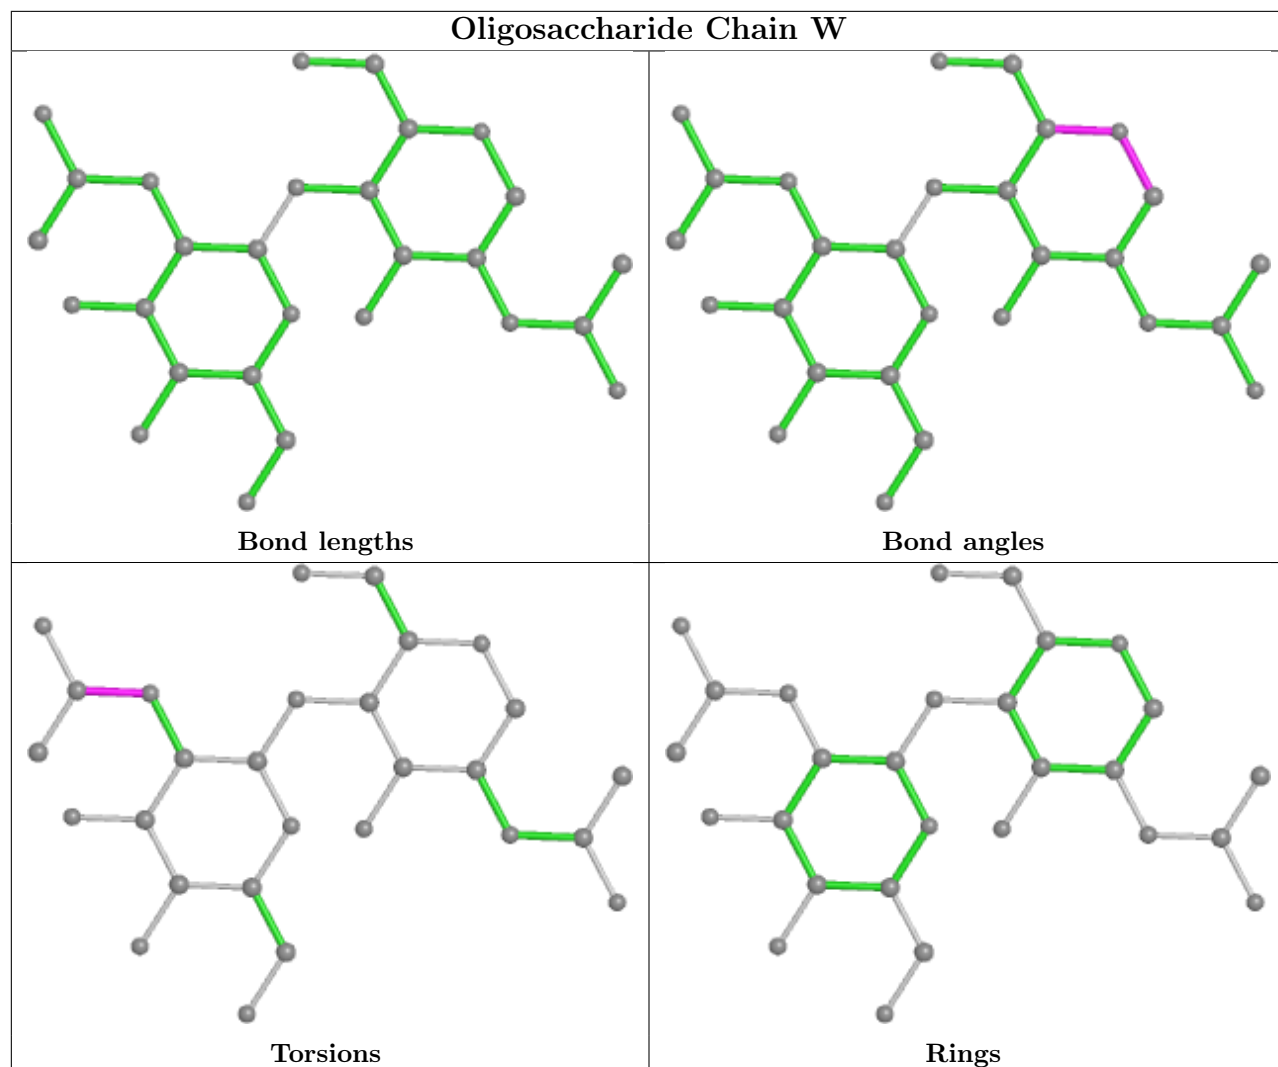 Oligosaccharide Chain W
Bond lengths
Bond angles
Torsions
Rings